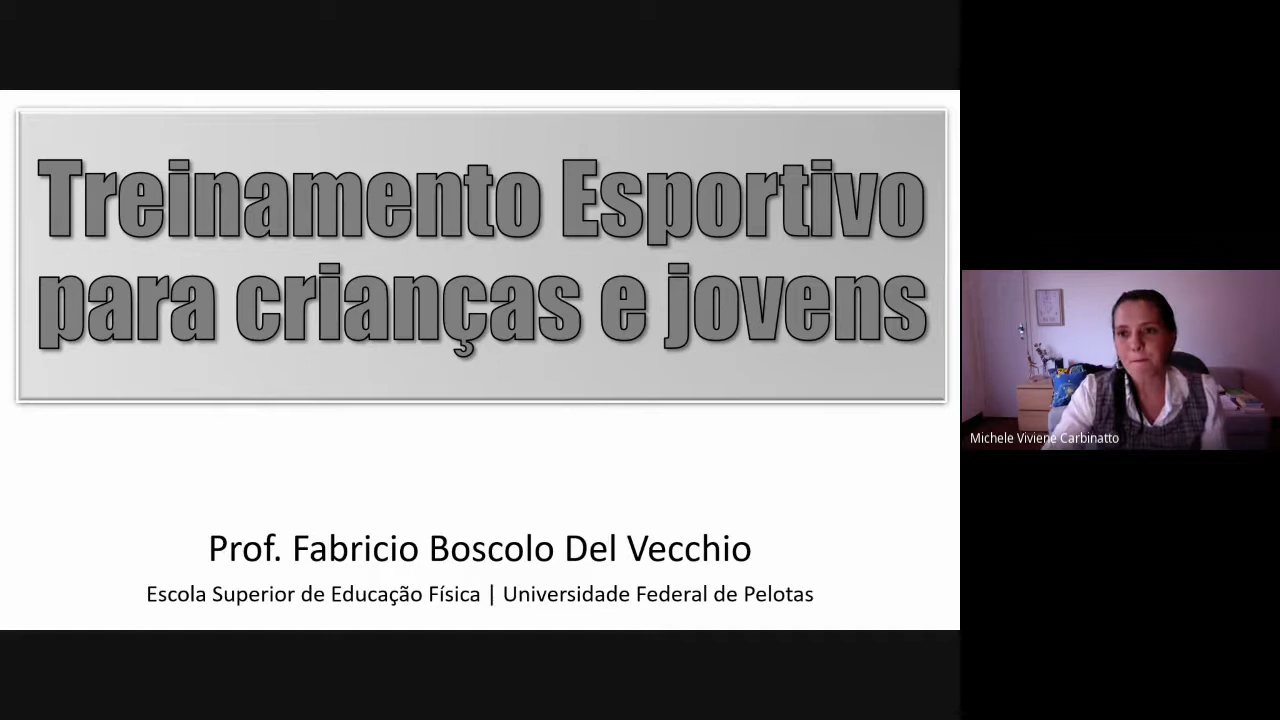 Treinamento Esportivo
para crianças e jovens
Prof. Fabricio Boscolo Del Vecchio
Escola Superior de Educação Física | Universidade Federal de Pelotas
Michele Viviene Carbinatto